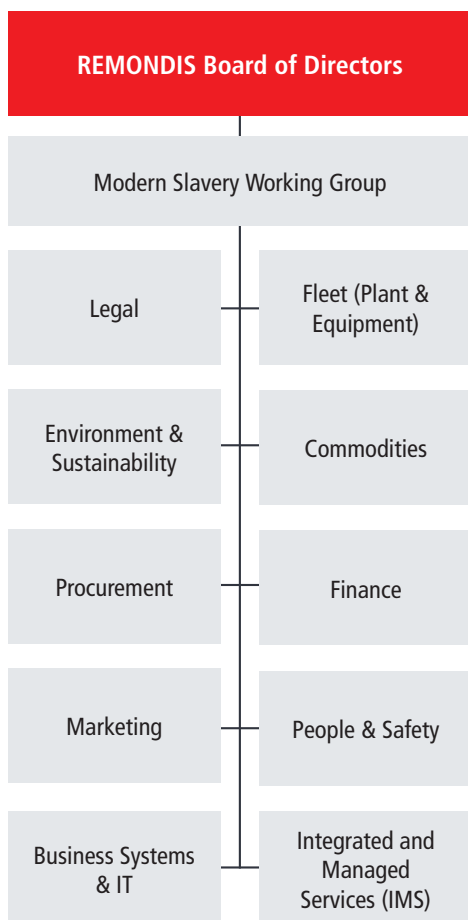 REMONDIS Board of Directors
Modern Slavery Working Group
Legal
Fleet (Plant &
Equipment)
Environment &
Sustainability
Commodities
Procurement
Finance
Marketing
People & Safety
Business Systems
& IT
Integrated and
Managed
Services (IMS)